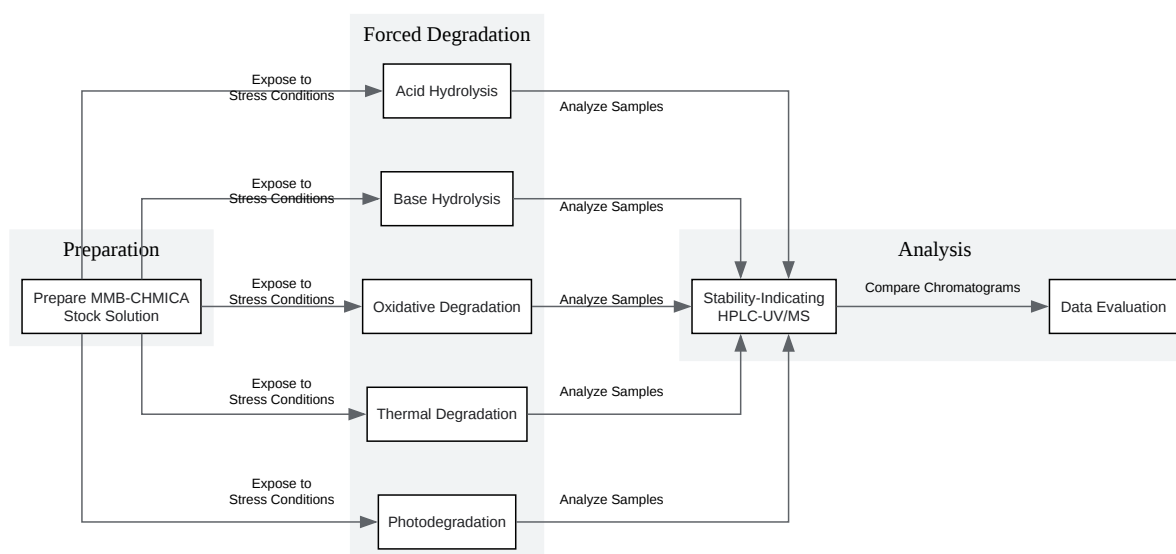 Forced Degradation
Expose to
Stress Conditions
Acid Hydrolysis
Analyze Samples
Expose to
Stress Conditions
Base Hydrolysis
Analyze Samples
Preparation
Analysis
Prepare MMB-CHMICA
Stock Solution
Expose to
Stress Conditions
Oxidative Degradation
Analyze Samples
Stability-Indicating
HPLC-UV/MS
Compare Chromatograms
Data Evaluation
Expose to
Stress Conditions
Thermal Degradation
Analyze Samples
Expose to
Stress Conditions
Photodegradation
Analyze Samples